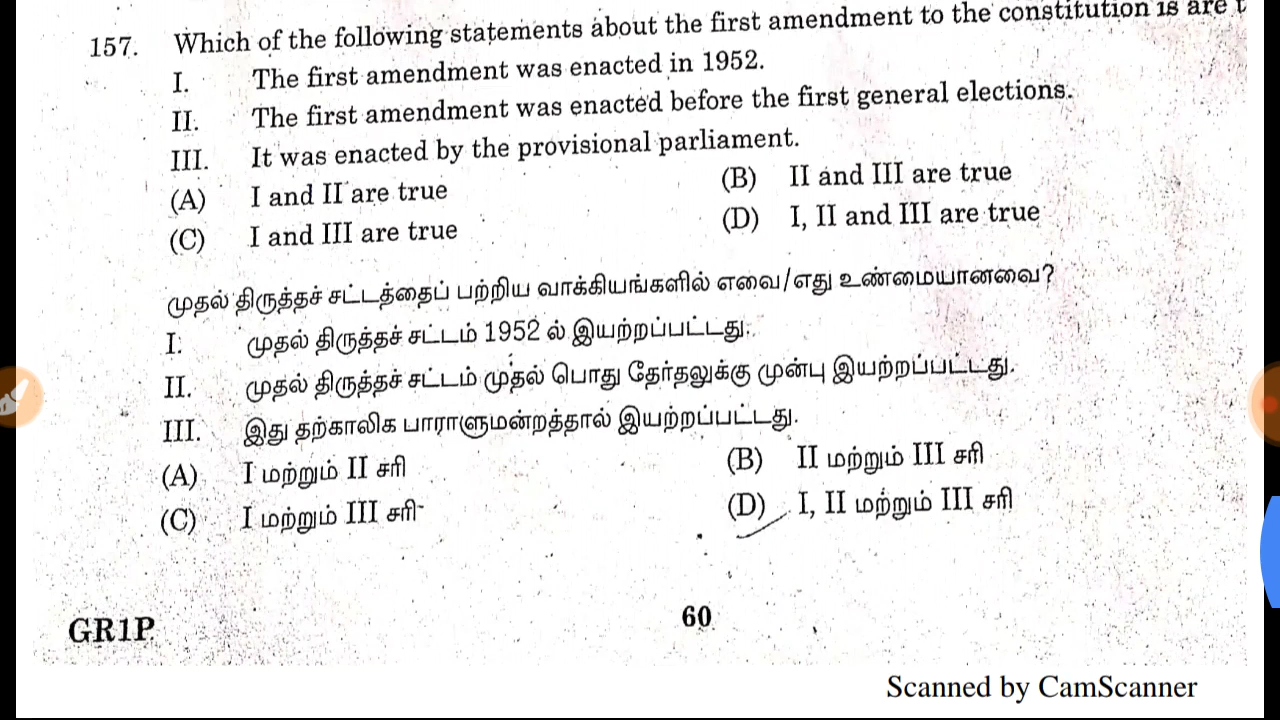 157. Which of the following statements about the first amendment to the constitution is are t
I. The first amendment was enacted in 1952.
II. The first amendment was enacted before the first general elections.
III. It was enacted by the provisional parliament.
(A) I and II are true (B) II and III are true
(C) I and III are true (D) I, II and III are true
முதல் திருத்தச் சட்டத்தைப் பற்றிய வாக்கியங்களில் எவை/எது உண்மையானவை?
I. முதல் திருத்தச் சட்டம் 1952 ல் இயற்றப்பட்டது.
II. முதல் திருத்தச் சட்டம் முதல் பொது தேர்தலுக்கு முன்பு இயற்றப்பட்டது.
III. இது தற்காலிக பாராளுமன்றத்தால் இயற்றப்பட்டது.
(A) I மற்றும் II சரி (B) II மற்றும் III சரி
(C) I மற்றும் III சரி (D) I, II மற்றும் III சரி
GR1P 60
Scanned by CamScanner